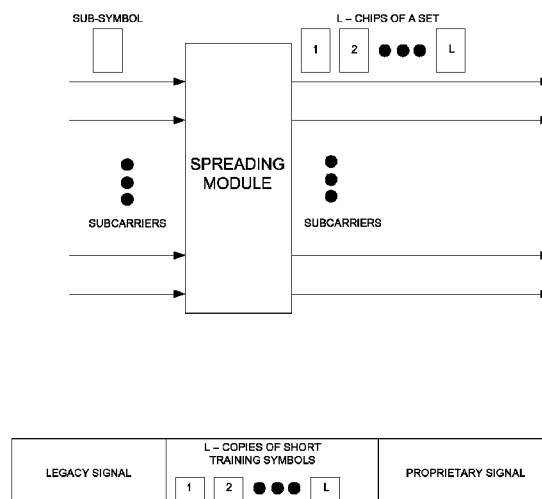 SUB-SYMBOL
L – CHIPS OF A SET
1 2 L
SPREADING
MODULE
SUBCARRIERS
SUBCARRIERS
LEGACY SIGNAL
L – COPIES OF SHORT
TRAINING SYMBOLS
1 2 L
PROPRIETARY SIGNAL